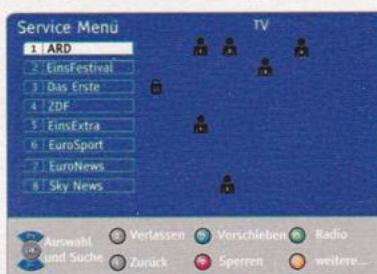 Service Menü
TV
1 ARD
2 EinsFestival
3 Das Erste
4 ZDF
5 EinsExtra
6 EuroSport
7 EuroNews
8 Sky News
Auswahl und Suche
Verlassen
Verschieben
Radio
Zurück
Sperren
weitere...